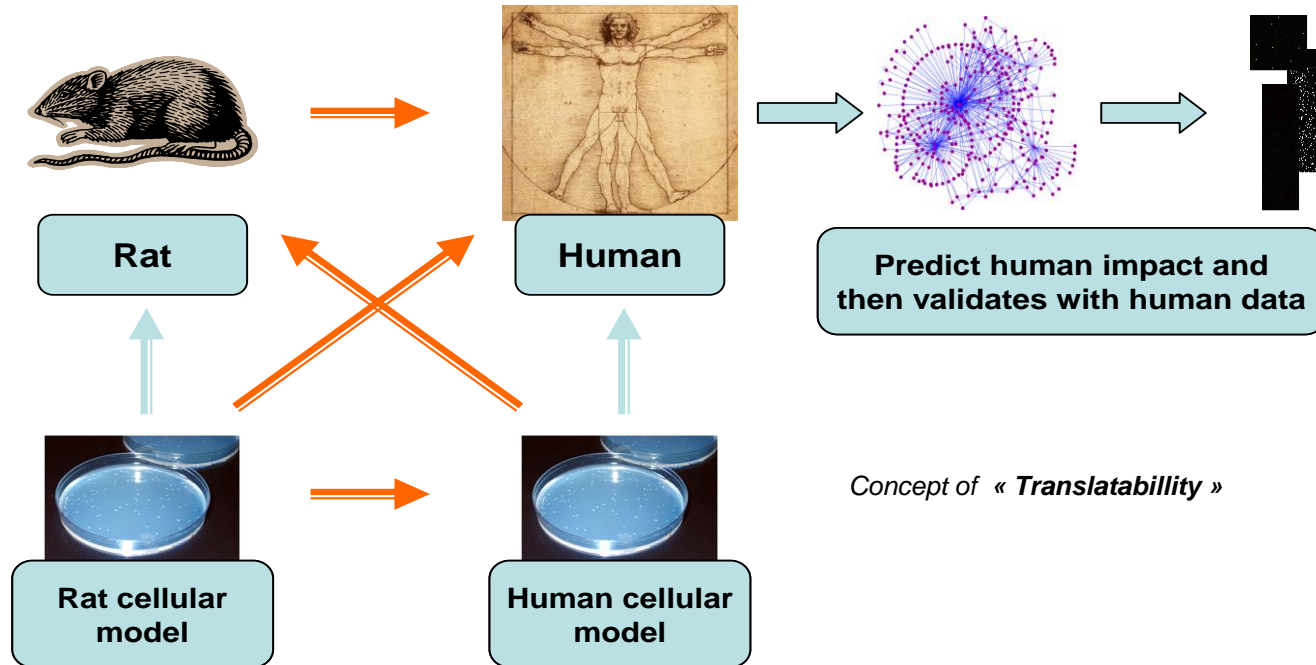 Rat
Human
Predict human impact and
then validates with human data
Concept of « Translatabillity »
Rat cellular
model
Human cellular
model